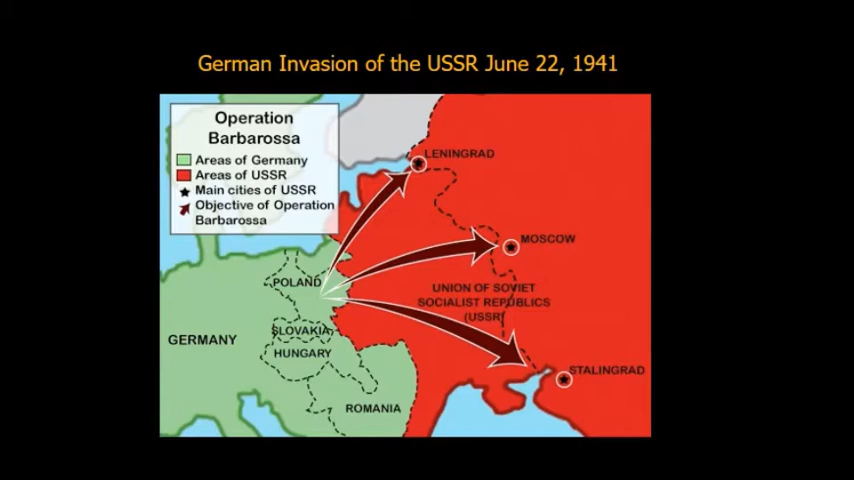 German Invasion of the USSR June 22, 1941
Operation
Barbarossa
Areas of Germany
Areas of USSR
Main cities of USSR
Objective of Operation
Barbarossa
LENINGRAD
MOSCOW
POLAND
UNION OF SOVIET
SOCIALIST REPUBLICS
(USSR)
SLOVAKIA
GERMANY
HUNGARY
STALINGRAD
ROMANIA